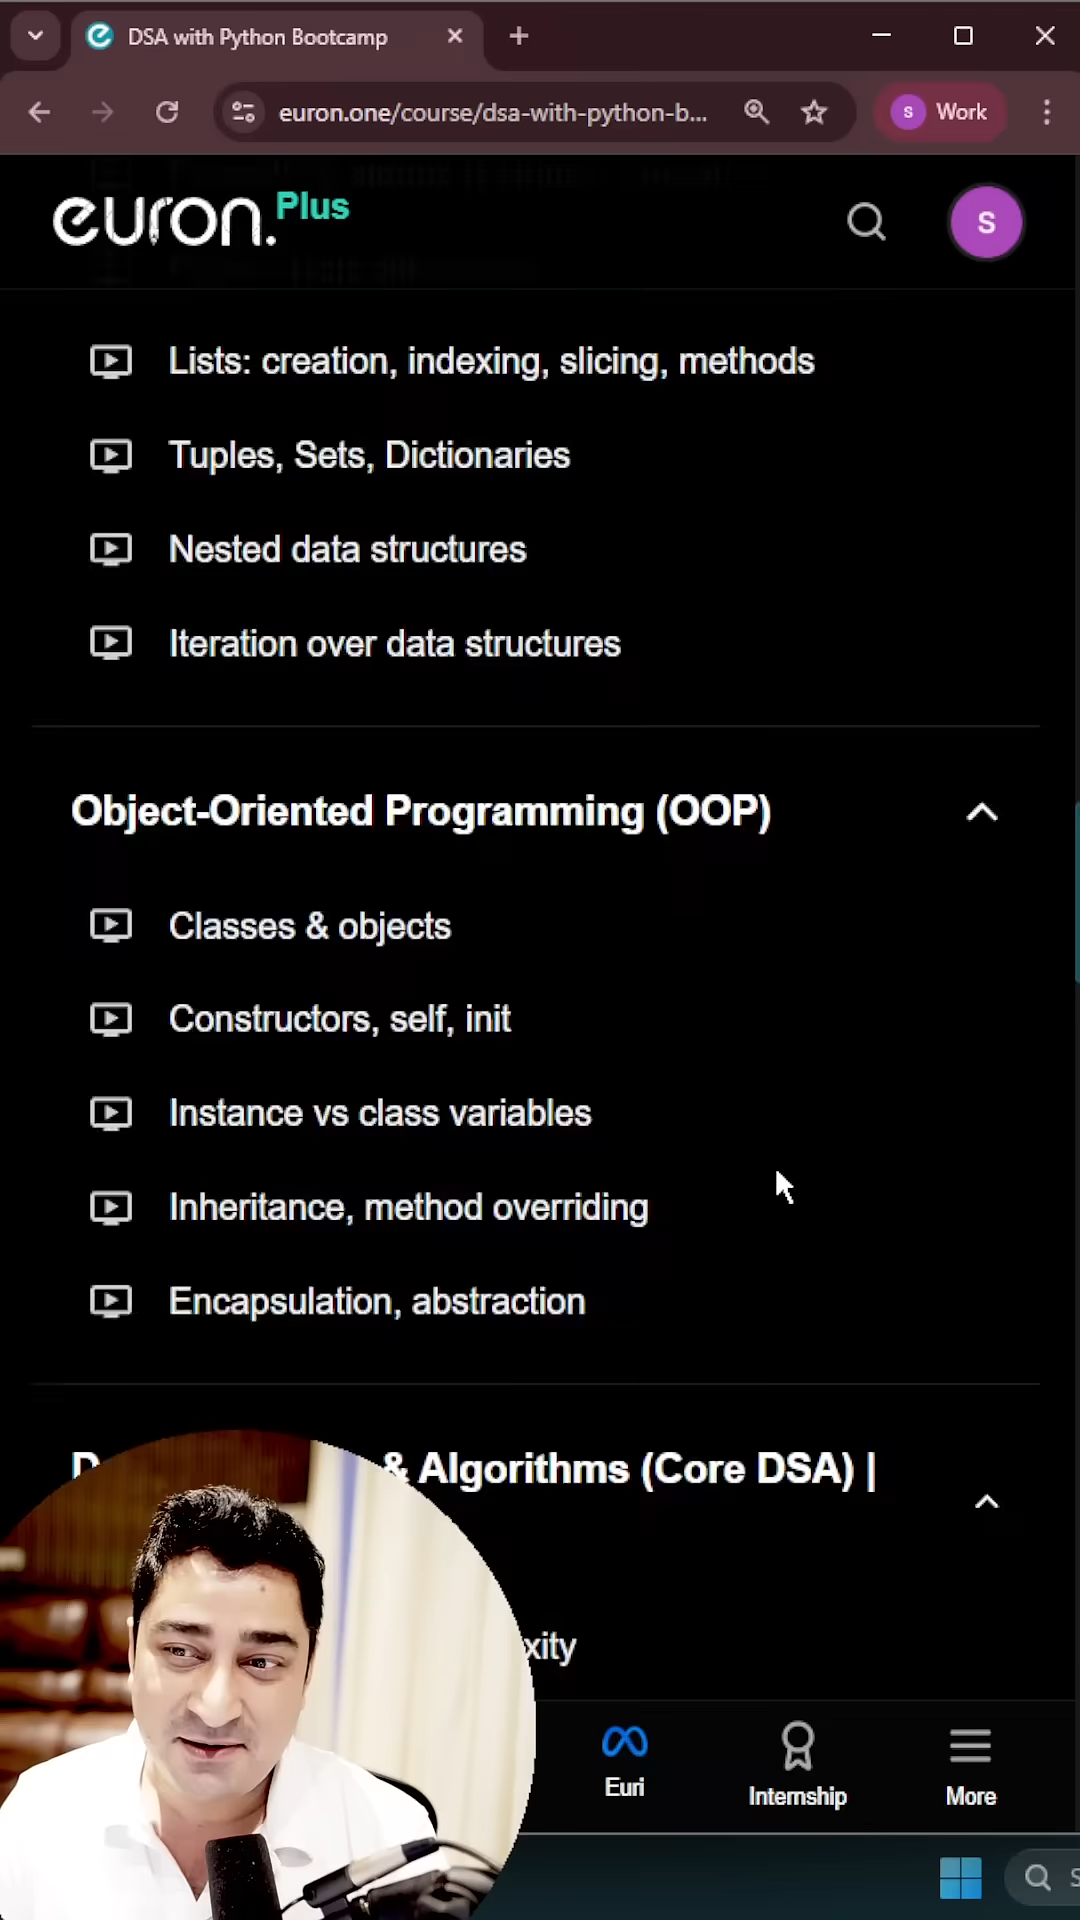 DSA with Python Bootcamp
euron.one/course/dsa-with-python-b...
S
Work
euron.
Plus
S
Lists: creation, indexing, slicing, methods
Tuples, Sets, Dictionaries
Nested data structures
Iteration over data structures
Object-Oriented Programming (OOP)
Classes & objects
Constructors, self, init
Instance vs class variables
Inheritance, method overriding
Encapsulation, abstraction
& Algorithms (Core DSA) |
xity
Euri
Internship
More
S